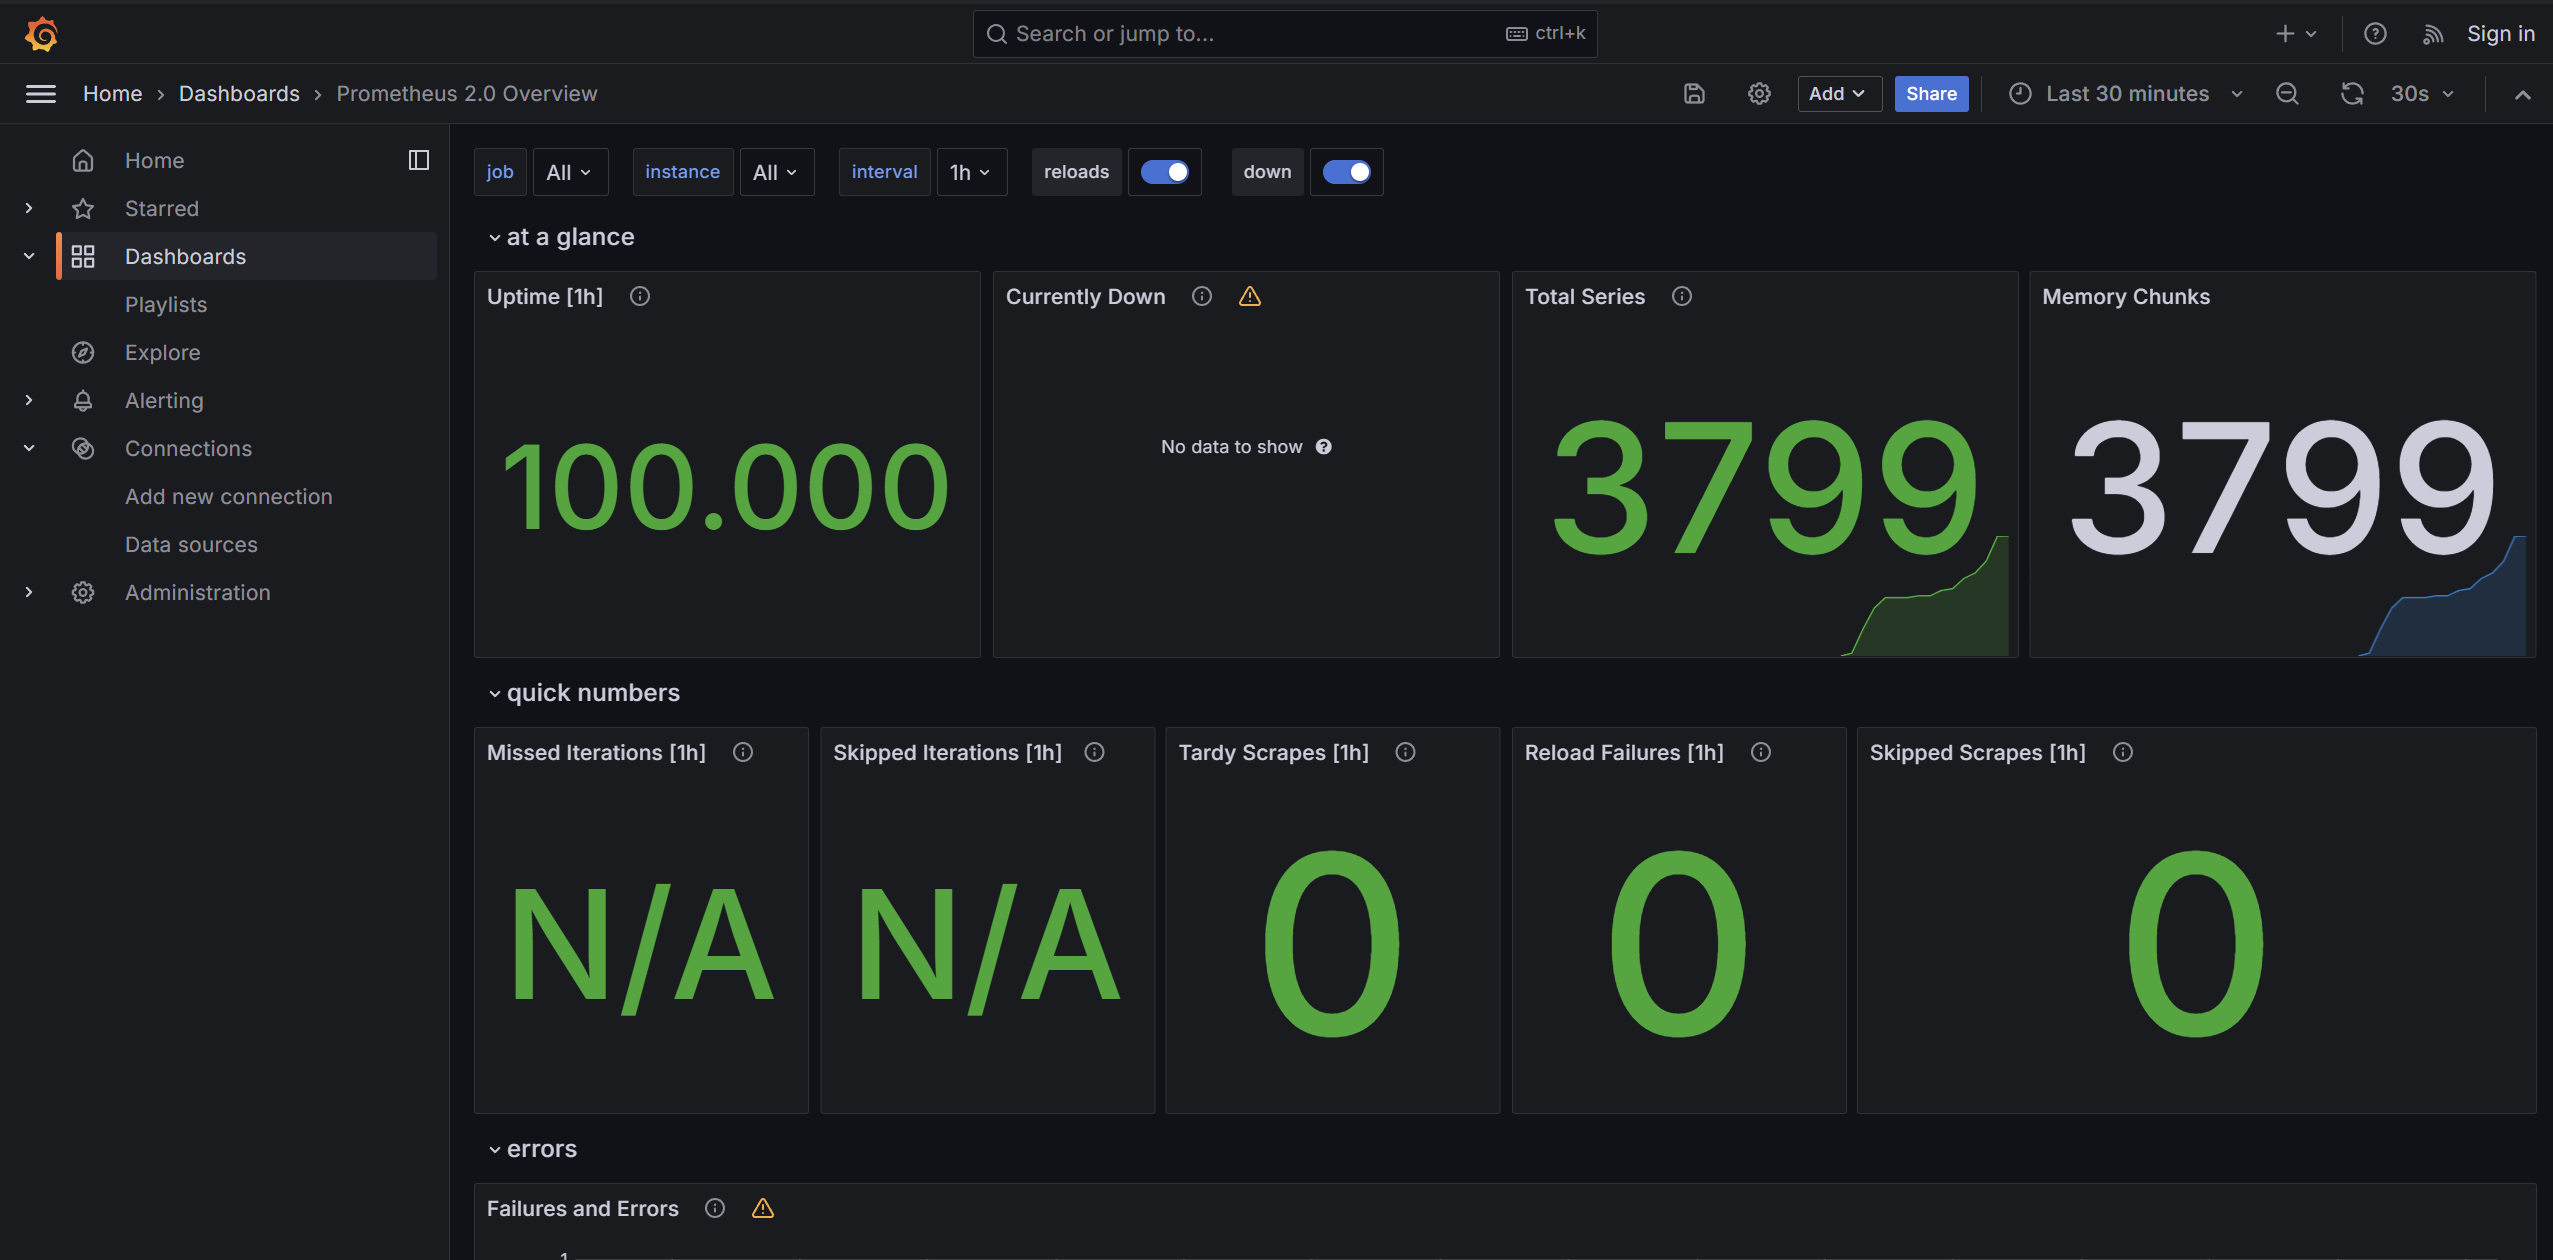 Search or jump to...
ctrl+k
Sign in
Home
Dashboards
Prometheus 2.0 Overview
Add
Share
Last 30 minutes
30s
Home
Starred
Dashboards
Playlists
Explore
Alerting
Connections
Add new connection
Data sources
Administration
job
All
instance
All
interval
1h
reloads
down
at a glance
Uptime [1h]
100.000
Currently Down
No data to show
Total Series
3799
Memory Chunks
3799
quick numbers
Missed Iterations [1h]
N/A
Skipped Iterations [1h]
N/A
Tardy Scrapes [1h]
0
Reload Failures [1h]
0
Skipped Scrapes [1h]
0
errors
Failures and Errors
1